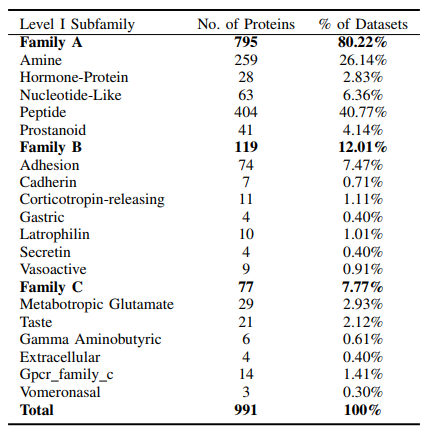 Level I Subfamily No. of Proteins % of Datasets
Family A 795 80.22%
Amine 259 26.14%
Hormone-Protein 28 2.83%
Nucleotide-Like 63 6.36%
Peptide 404 40.77%
Prostanoid 41 4.14%
Family B 119 12.01%
Adhesion 74 7.47%
Cadherin 7 0.71%
Corticotropin-releasing 11 1.11%
Gastric 4 0.40%
Latrophilin 10 1.01%
Secretin 4 0.40%
Vasoactive 9 0.91%
Family C 77 7.77%
Metabotropic Glutamate 29 2.93%
Taste 21 2.12%
Gamma Aminobutyric 6 0.61%
Extracellular 4 0.40%
Gpcr_family_c 14 1.41%
Vomeronasal 3 0.30%
Total 991 100%